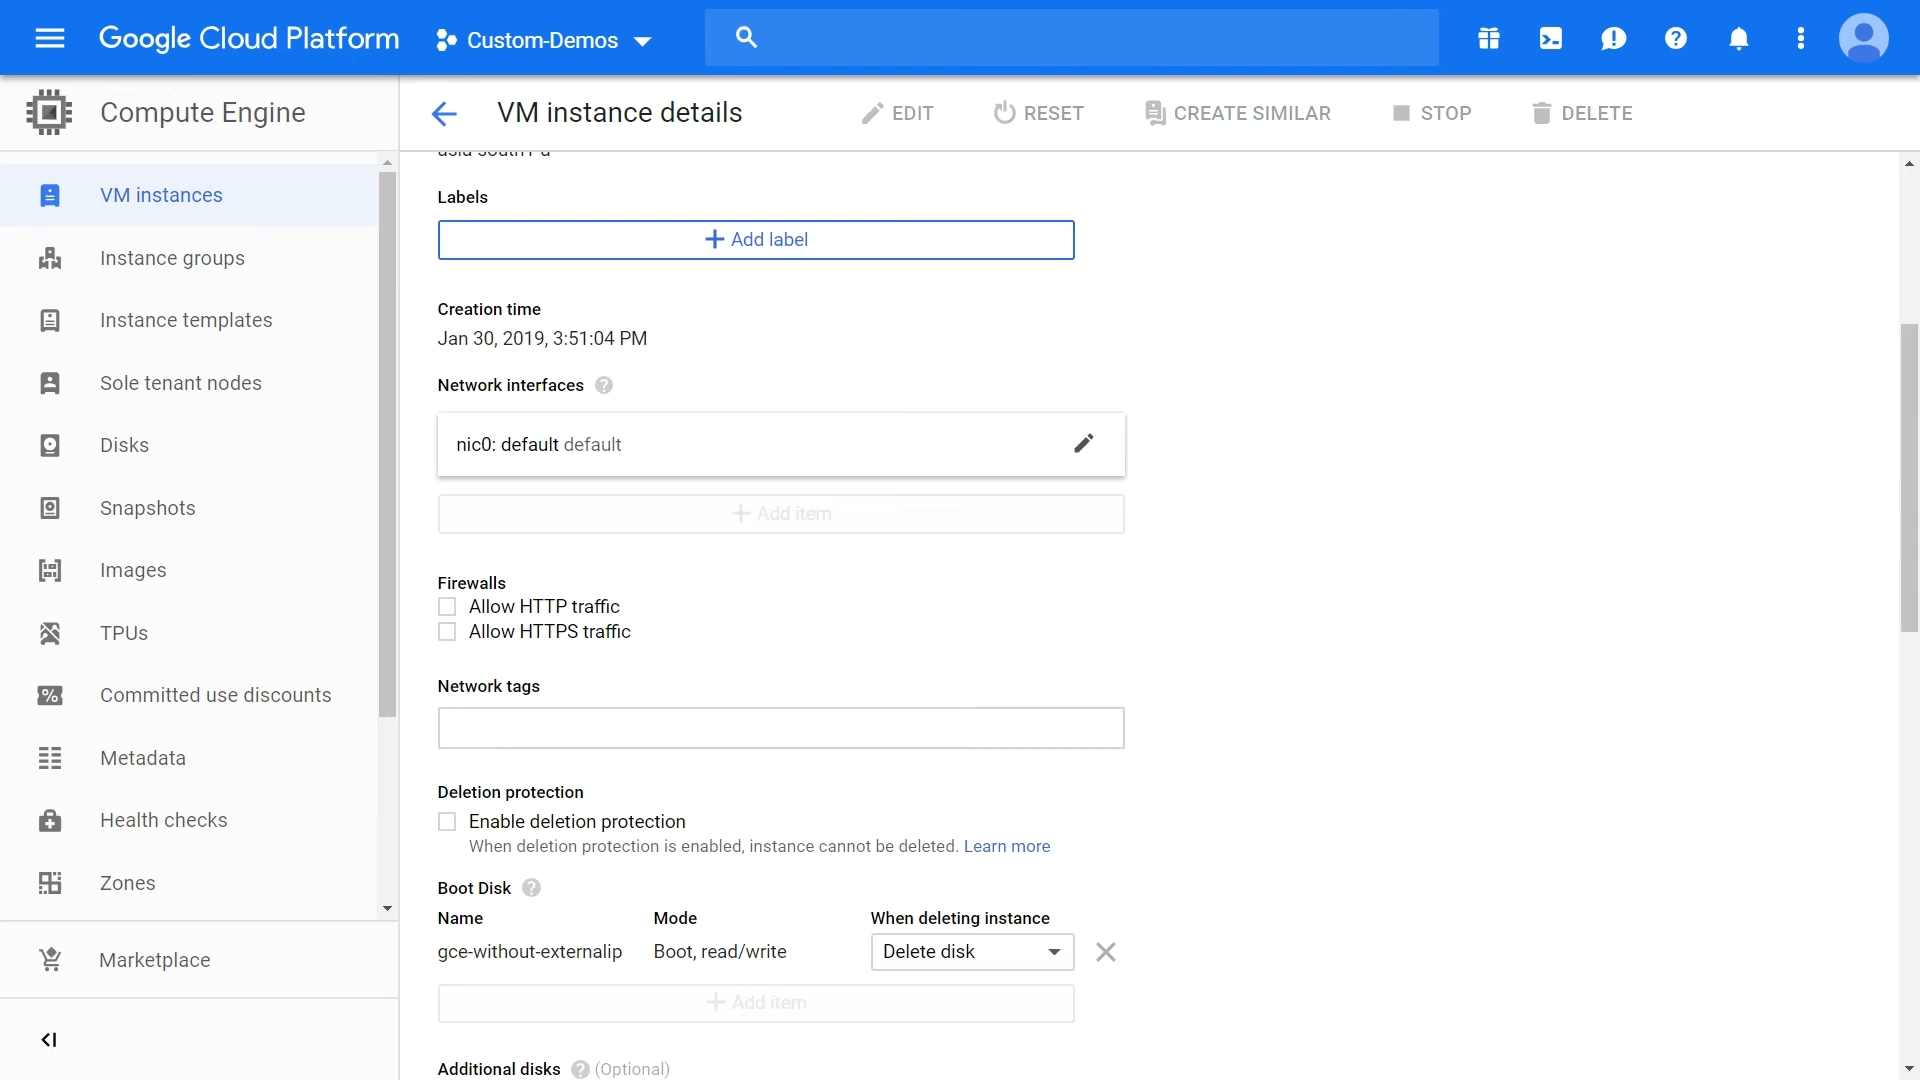 Google Cloud Platform
Custom-Demos
Compute Engine
VM instance details
EDIT
RESET
CREATE SIMILAR
STOP
DELETE
VM instances
Instance groups
Instance templates
Sole tenant nodes
Disks
Snapshots
Images
TPUs
Committed use discounts
Metadata
Health checks
Zones
Marketplace
Labels
Add label
Creation time
Jan 30, 2019, 3:51:04 PM
Network interfaces
nic0: default default
Add item
Firewalls
Allow HTTP traffic
Allow HTTPS traffic
Network tags
Deletion protection
Enable deletion protection
When deletion protection is enabled, instance cannot be deleted. Learn more
Boot Disk
Name Mode When deleting instance
gce-without-externalip Boot, read/write Delete disk
Add item
Additional disks (Optional)